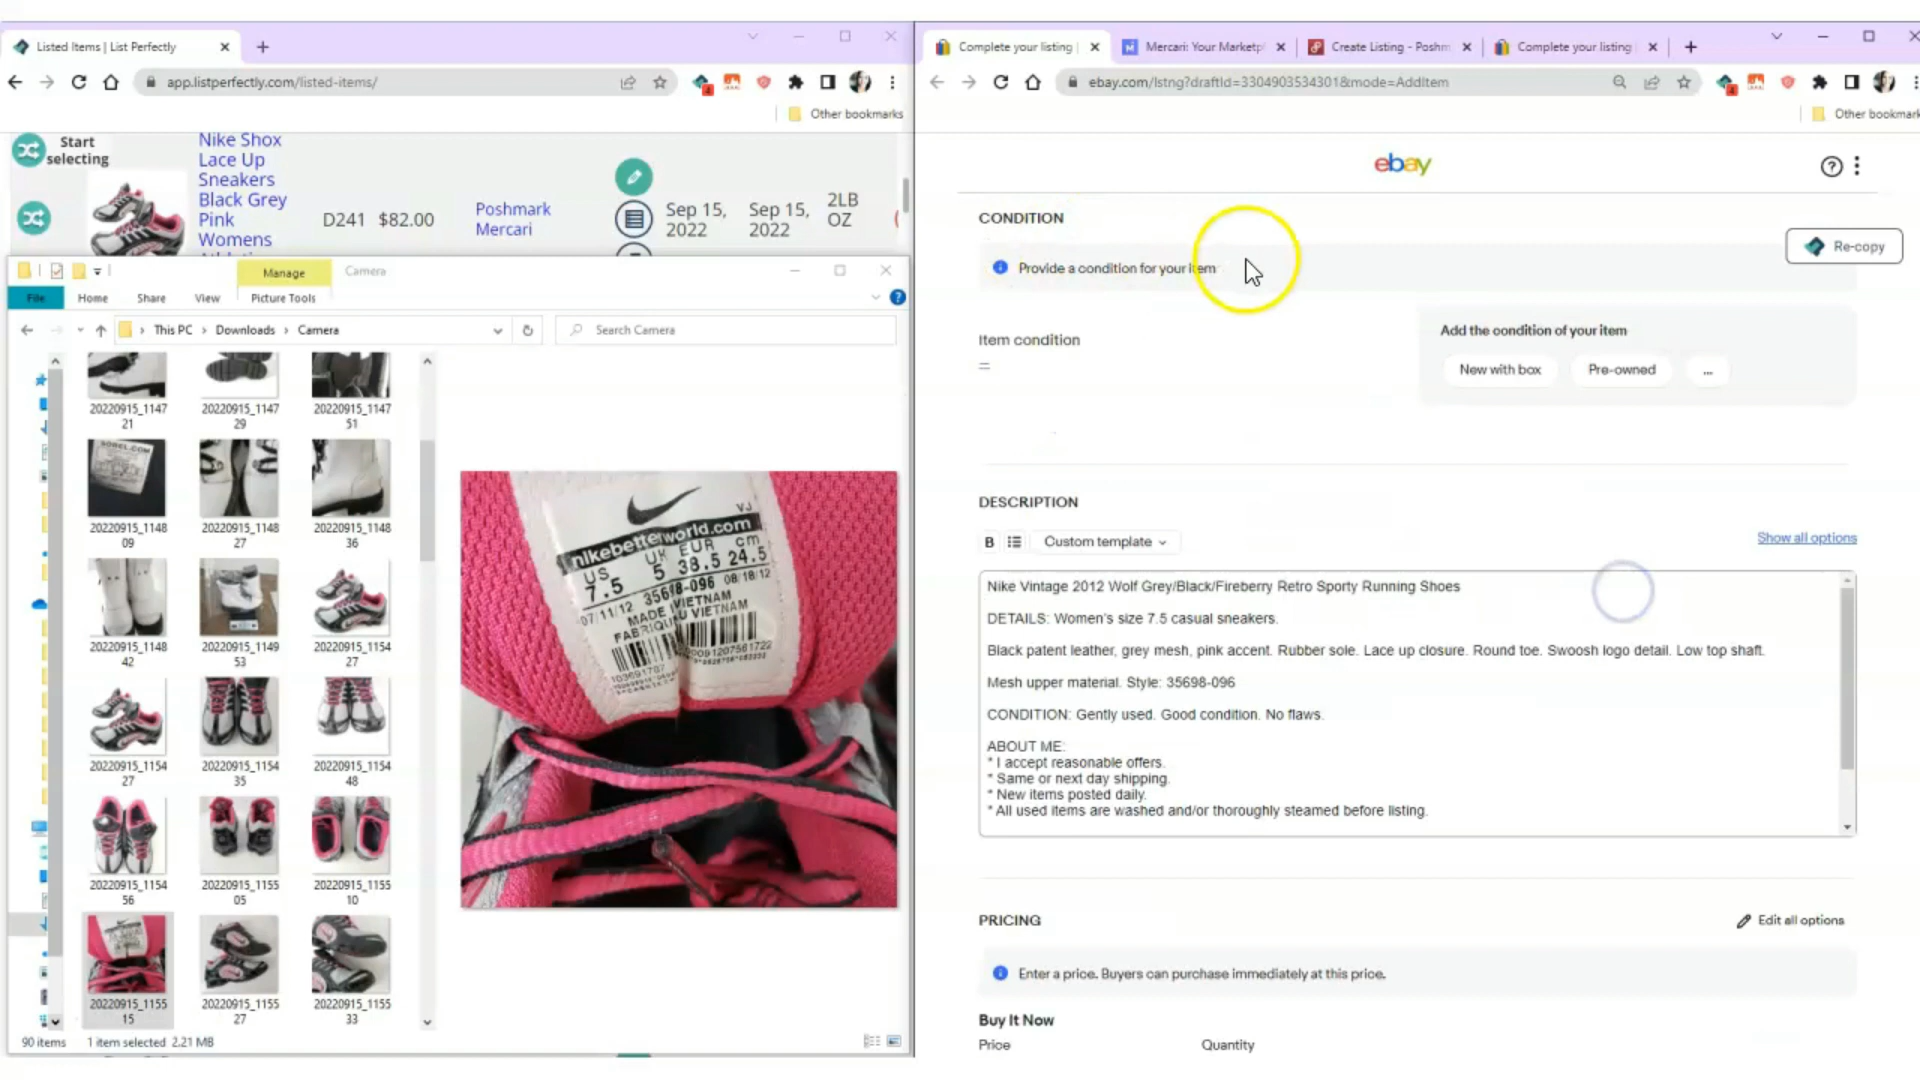 Listed Items | List Perfectly
app.listperfectly.com/listed-items/
Other bookmarks
Start
selecting
Nike Shox
Lace Up
Sneakers
Black Grey
Pink
Womens
D241
$82.00
Poshmark
Mercari
Sep 15,
2022
Sep 15,
2022
2LB
OZ
Manage
Camera
File
Home
Share
View
Picture Tools
This PC
Downloads
Camera
Search Camera
20220915_1147
21
20220915_1147
29
20220915_1147
51
20220915_1148
09
20220915_1148
27
20220915_1148
36
20220915_1148
42
20220915_1149
53
20220915_1154
27
20220915_1154
27
20220915_1154
35
20220915_1154
48
20220915_1154
56
20220915_1155
05
20220915_1155
10
20220915_1155
15
20220915_1155
27
20220915_1155
33
90 items
1 item selected 2.21 MB
VJ
nikebetterworld.com
US UK EUR cm
7.5 5 38.5 24.5
07/11/12
08/18/12
MADE
VIETNAM
VIETNAM
Complete your listing |
Mercari: Your Marketpl
Create Listing - Poshm
Complete your listing
ebay.com/lstng?draftId=3304903534301&mode=AddItem
Other bookmark
ebay
CONDITION
Re-copy
Provide a condition for your item
Item condition
Add the condition of your item
New with box
Pre-owned
...
DESCRIPTION
B
Custom template
Show all options
Nike Vintage 2012 Wolf Grey/Black/Fireberry Retro Sporty Running Shoes
DETAILS: Women's size 7.5 casual sneakers.
Black patent leather, grey mesh, pink accent. Rubber sole. Lace up closure. Round toe. Swoosh logo detail. Low top shaft.
Mesh upper material. Style: 35698-096
CONDITION: Gently used. Good condition. No flaws.
ABOUT ME:
* I accept reasonable offers.
* Same or next day shipping.
* New items posted daily.
* All used items are washed and/or thoroughly steamed before listing.
PRICING
Edit all options
Enter a price. Buyers can purchase immediately at this price.
Buy It Now
Price
Quantity